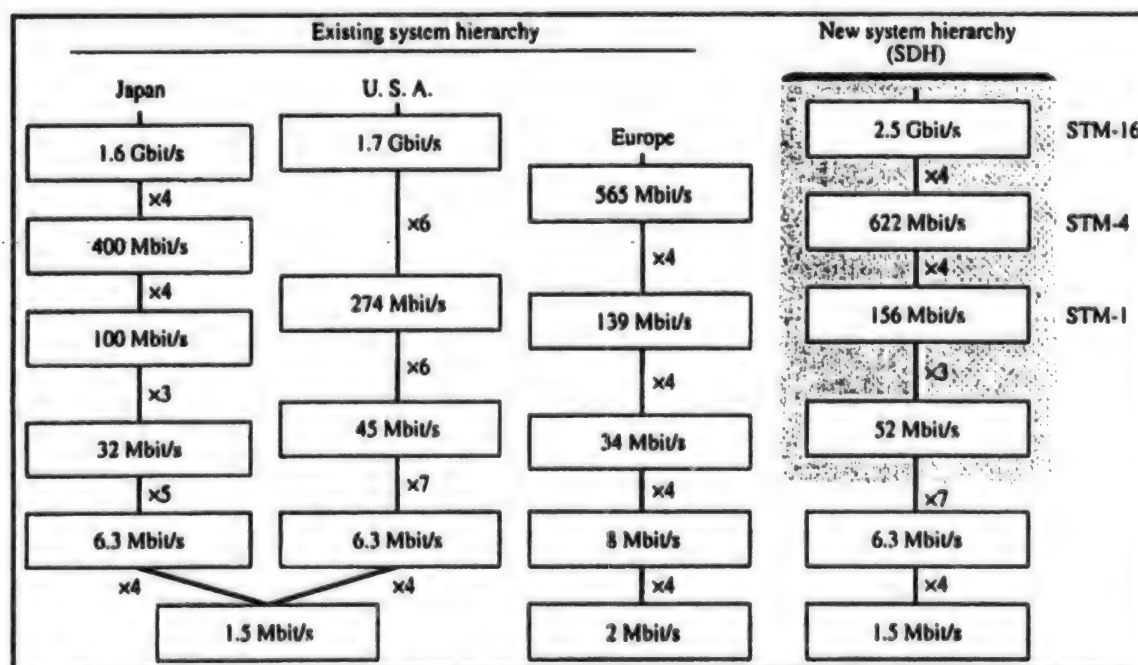 Existing system hierarchy
New system hierarchy
(SDH)
Japan
1.6 Gbit/s
×4
400 Mbit/s
×4
100 Mbit/s
×3
32 Mbit/s
×5
6.3 Mbit/s
×4
U. S. A.
1.7 Gbit/s
×6
274 Mbit/s
×6
45 Mbit/s
×7
6.3 Mbit/s
×4
1.5 Mbit/s
Europe
565 Mbit/s
×4
139 Mbit/s
×4
34 Mbit/s
×4
8 Mbit/s
×4
2 Mbit/s
2.5 Gbit/s STM-16
×4
622 Mbit/s STM-4
×4
156 Mbit/s STM-1
×3
52 Mbit/s
×7
6.3 Mbit/s
×4
1.5 Mbit/s